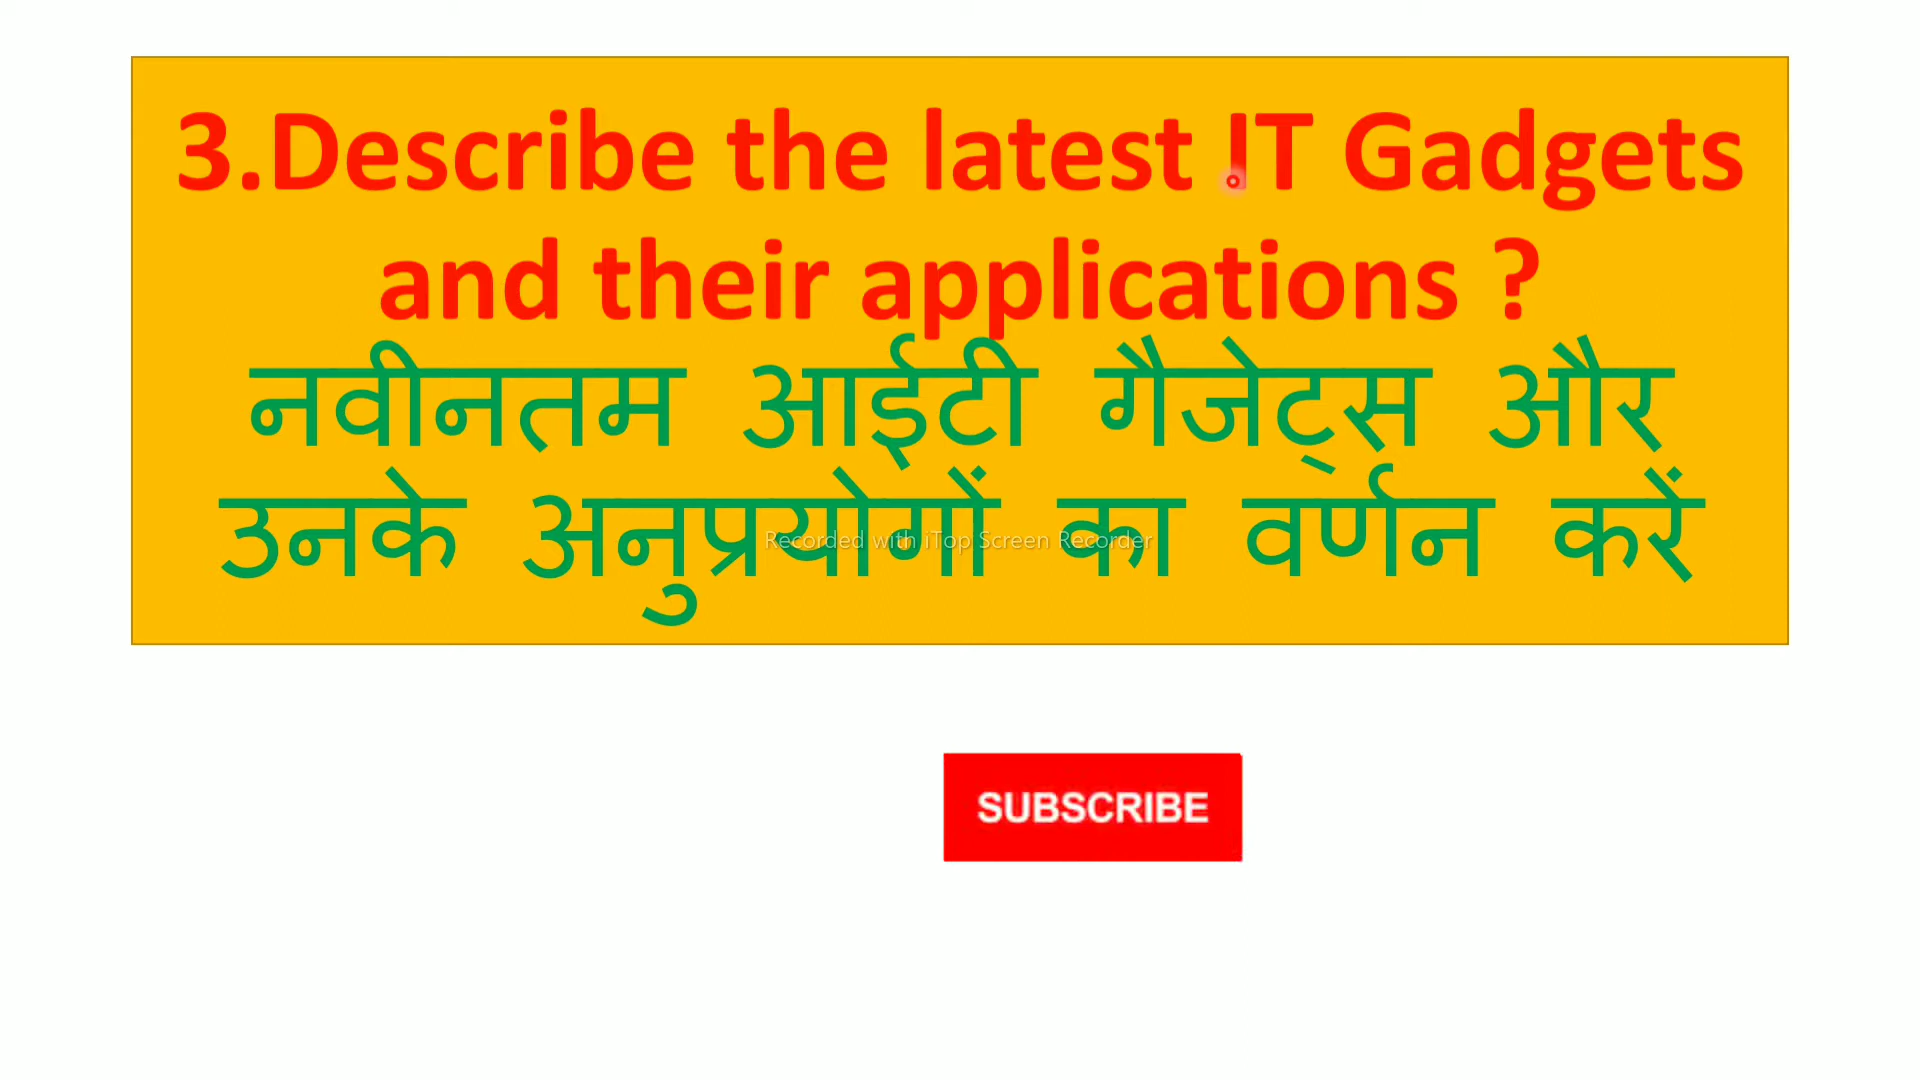 3.Describe the latest IT Gadgets
and their applications ?
नवीनतम आईटी गैजेट्स और
उनके अनुप्रयोगों का वर्णन करें
Recorded with iTop Screen Recorder
SUBSCRIBE